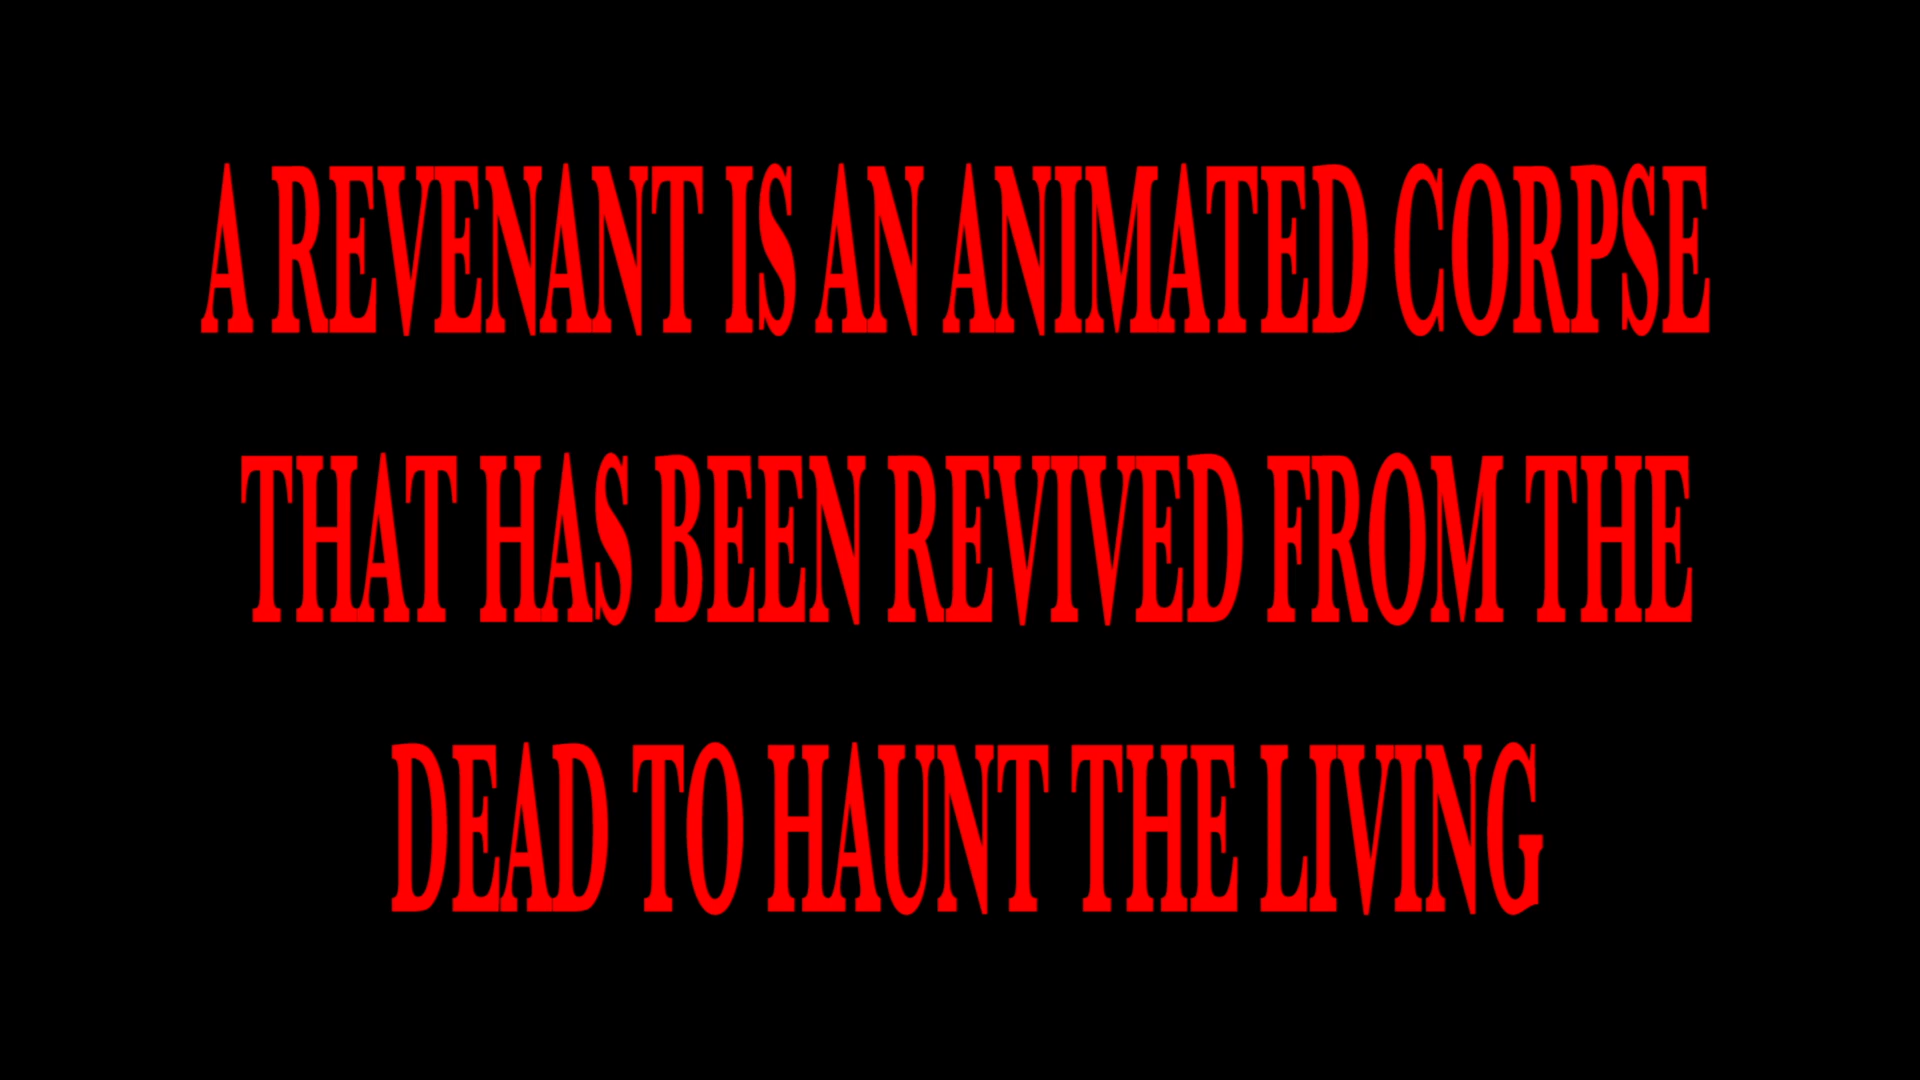 A REVENANT IS AN ANIMATED CORPSE
THAT HAS BEEN REVIVED FROM THE
DEAD TO HAUNT THE LIVING